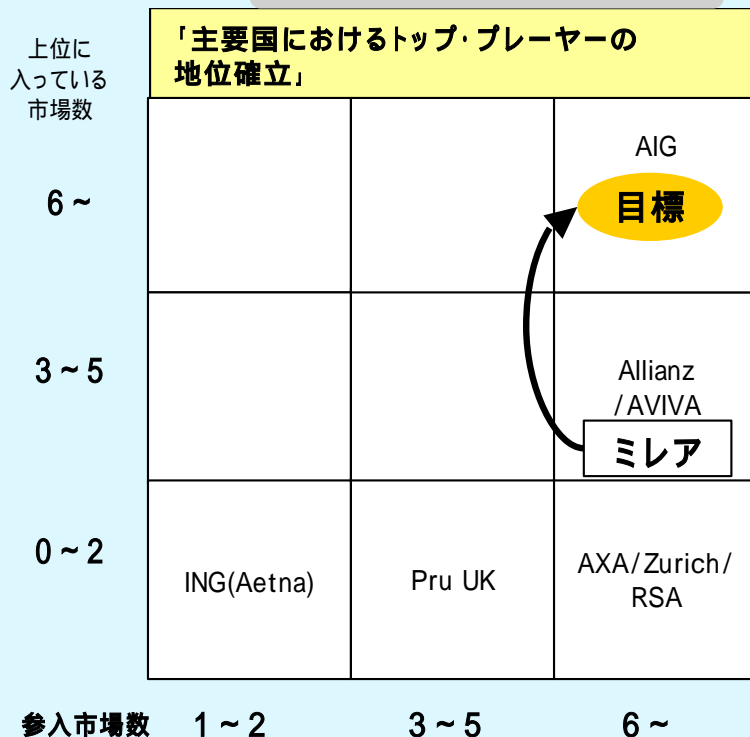 上位に
入っている
市場数
「主要国におけるトップ・プレーヤーの
地位確立」
6～
AIG
目標
3～5
Allianz
/AVIVA
ミレア
0～2
ING(Aetna)
Pru UK
AXA/Zurich/
RSA
参入市場数 1～2 3～5 6～